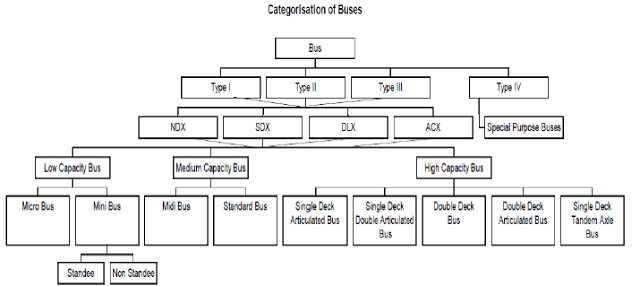 Categorisation of Buses
Bus
Type I
Type II
Type III
Type IV
NDX
SDX
DLX
ACX
Special Purpose Buses
Low Capacity Bus
Medium Capacity Bus
High Capacity Bus
Micro Bus
Mini Bus
Midi Bus
Standard Bus
Single Deck
Articulated Bus
Single Deck
Double Articulated
Bus
Double Deck
Bus
Double Deck
Articulated Bus
Single Deck
Tandem Axle
Bus
Standee
Non Standee